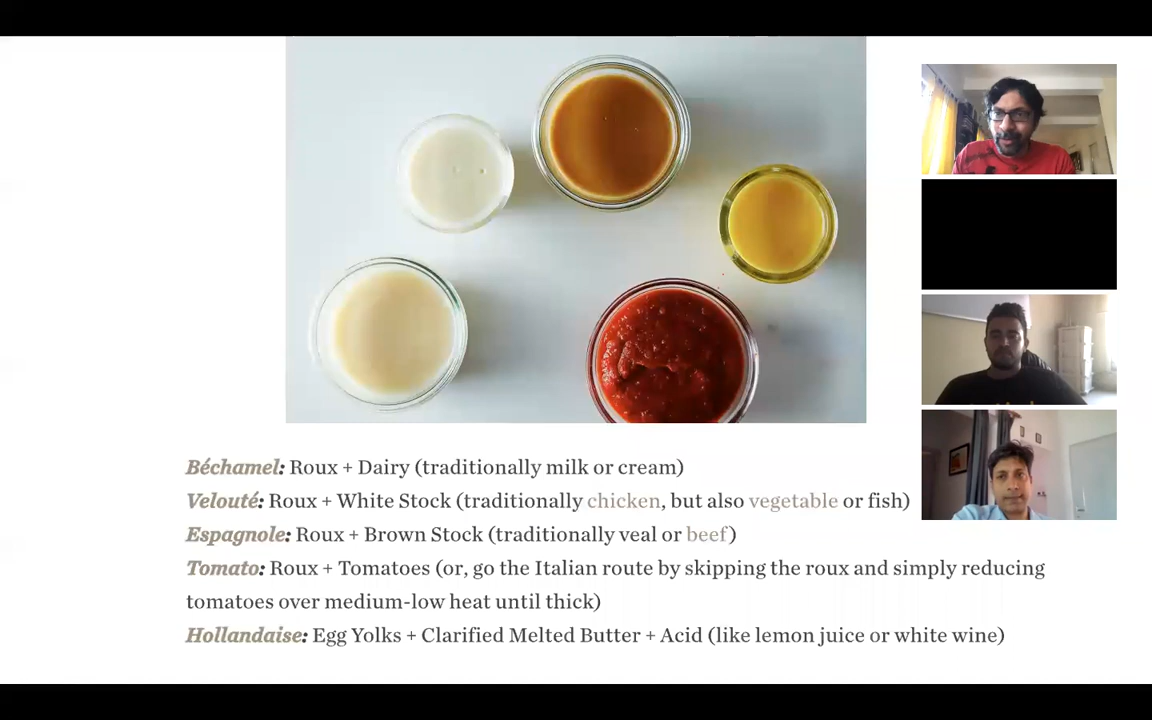 Béchamel: Roux + Dairy (traditionally milk or cream)
Velouté: Roux + White Stock (traditionally chicken, but also vegetable or fish)
Espagnole: Roux + Brown Stock (traditionally veal or beef)
Tomato: Roux + Tomatoes (or, go the Italian route by skipping the roux and simply reducing
tomatoes over medium-low heat until thick)
Hollandaise: Egg Yolks + Clarified Melted Butter + Acid (like lemon juice or white wine)